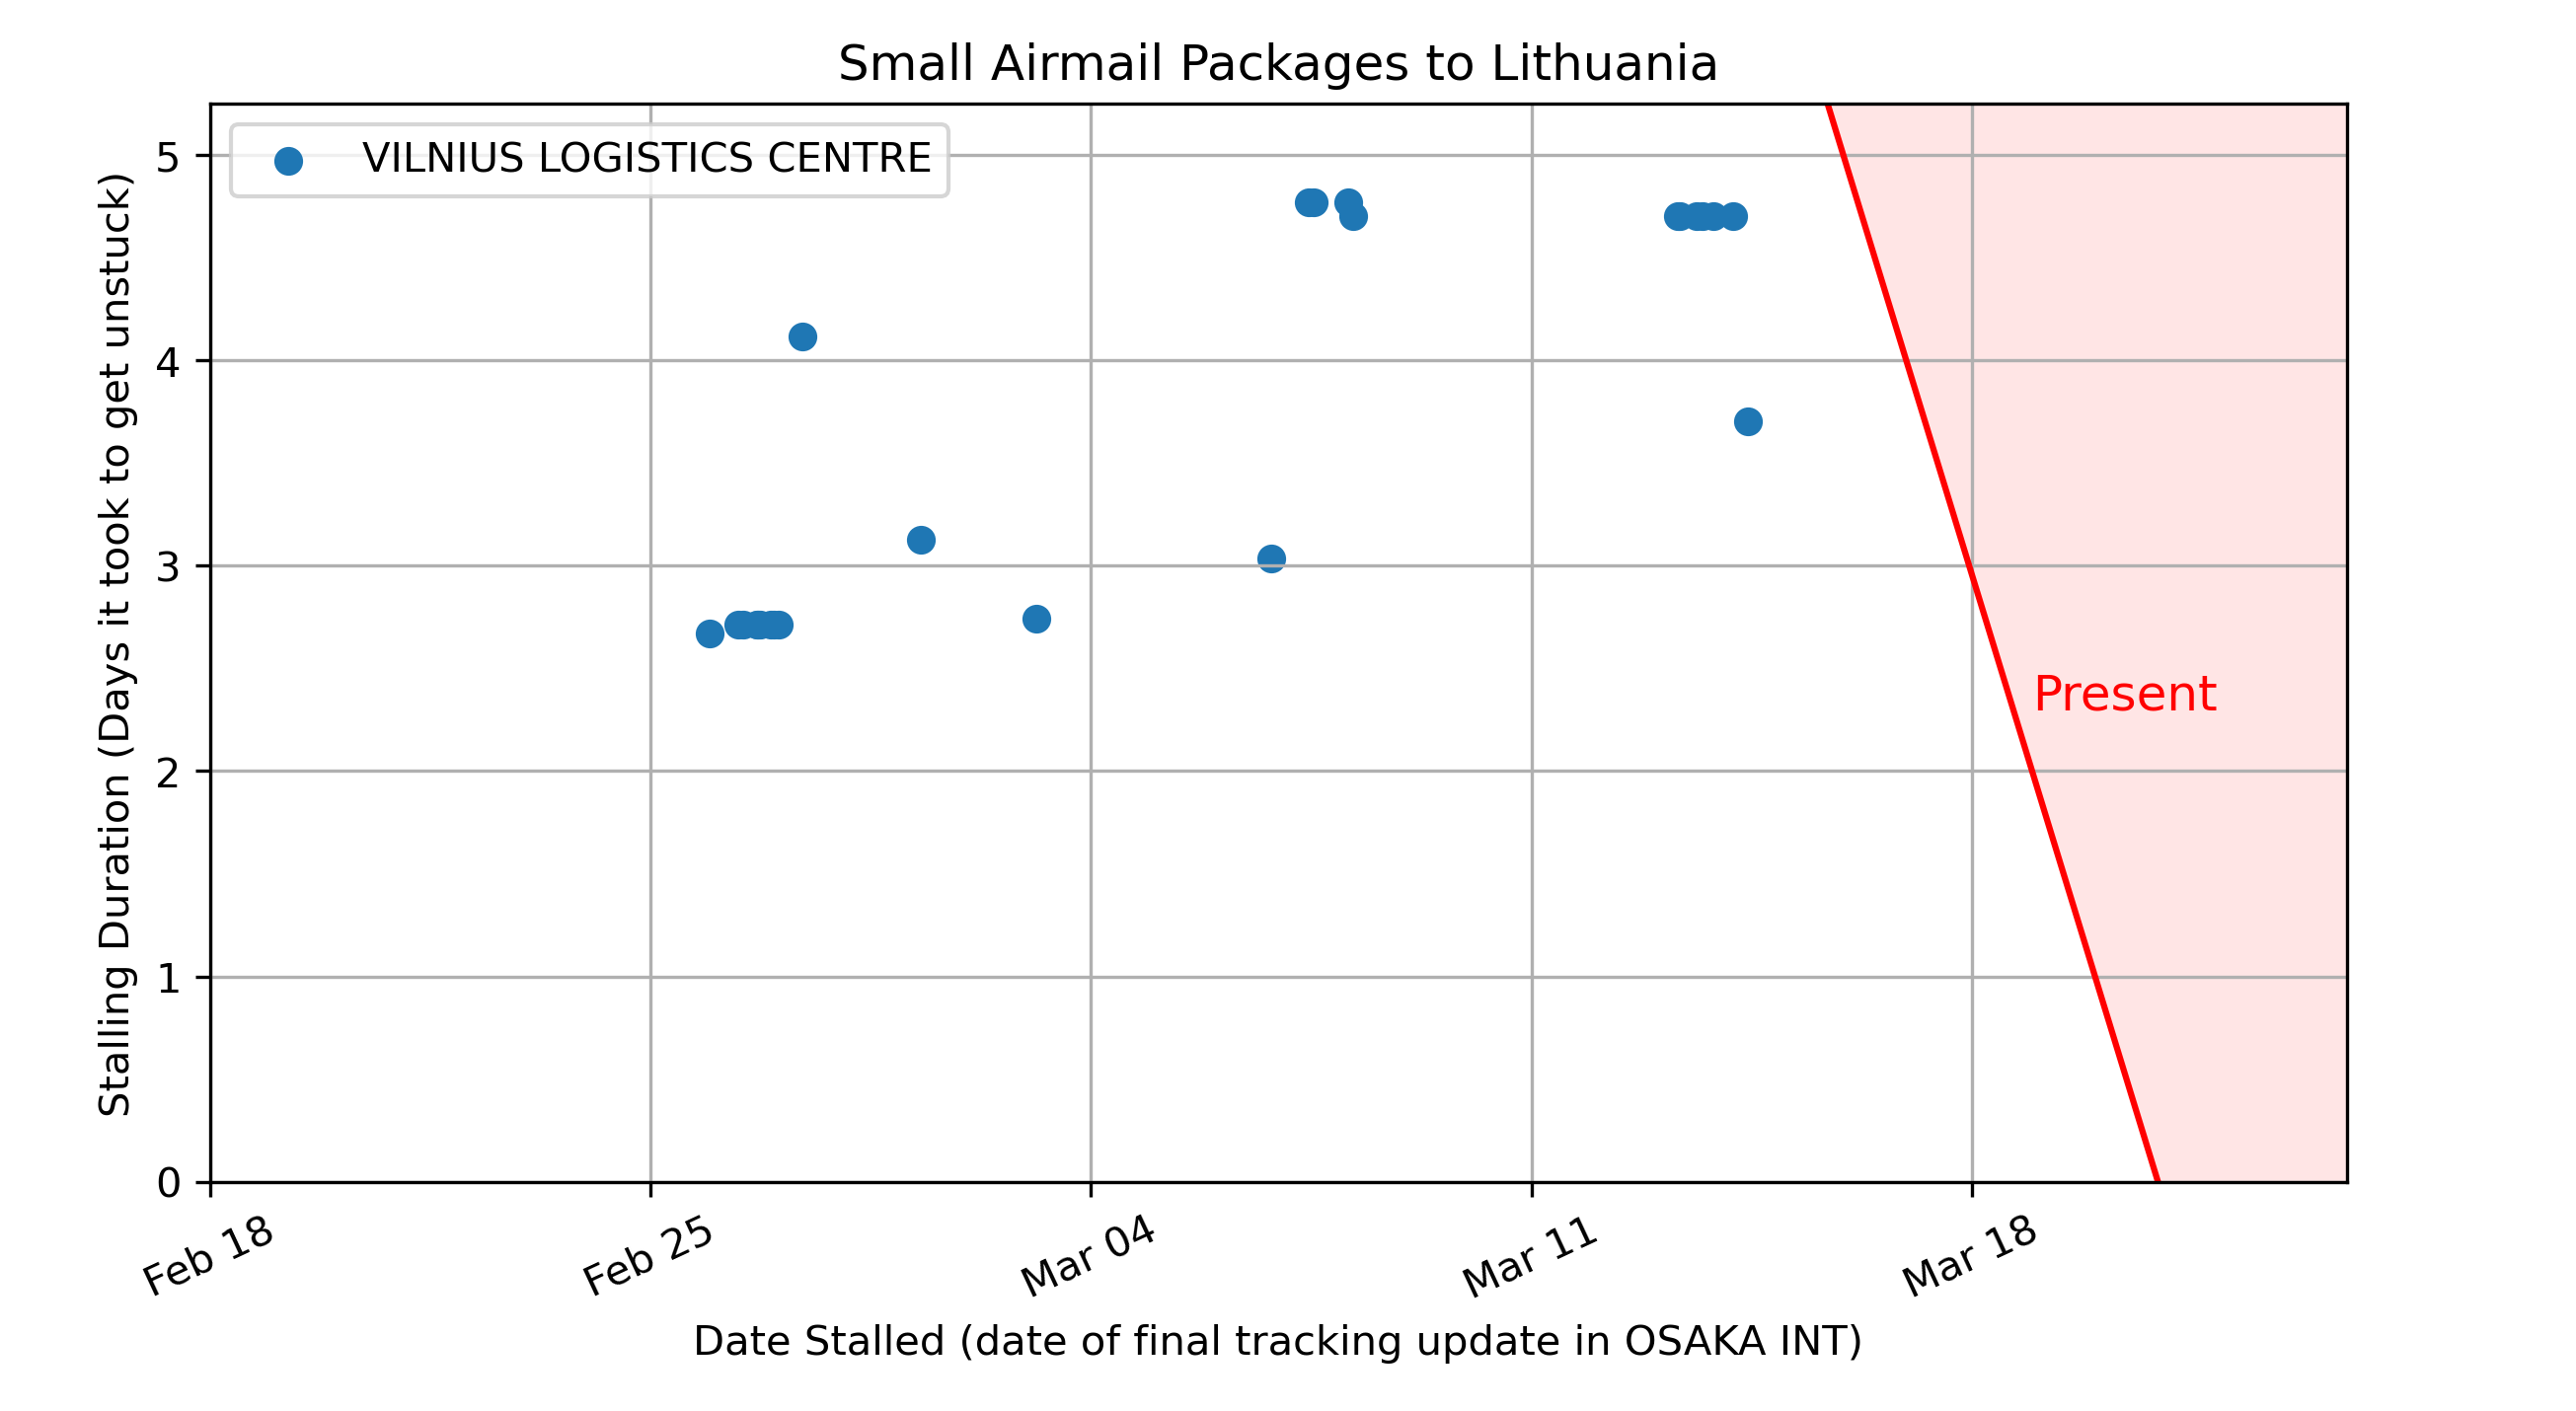 Small Airmail Packages to Lithuania
VILNIUS LOGISTICS CENTRE
Stalling Duration (Days it took to get unstuck)
5
4
3
2
1
0
Present
Feb 18
Feb 25
Mar 04
Mar 11
Mar 18
Date Stalled (date of final tracking update in OSAKA INT)